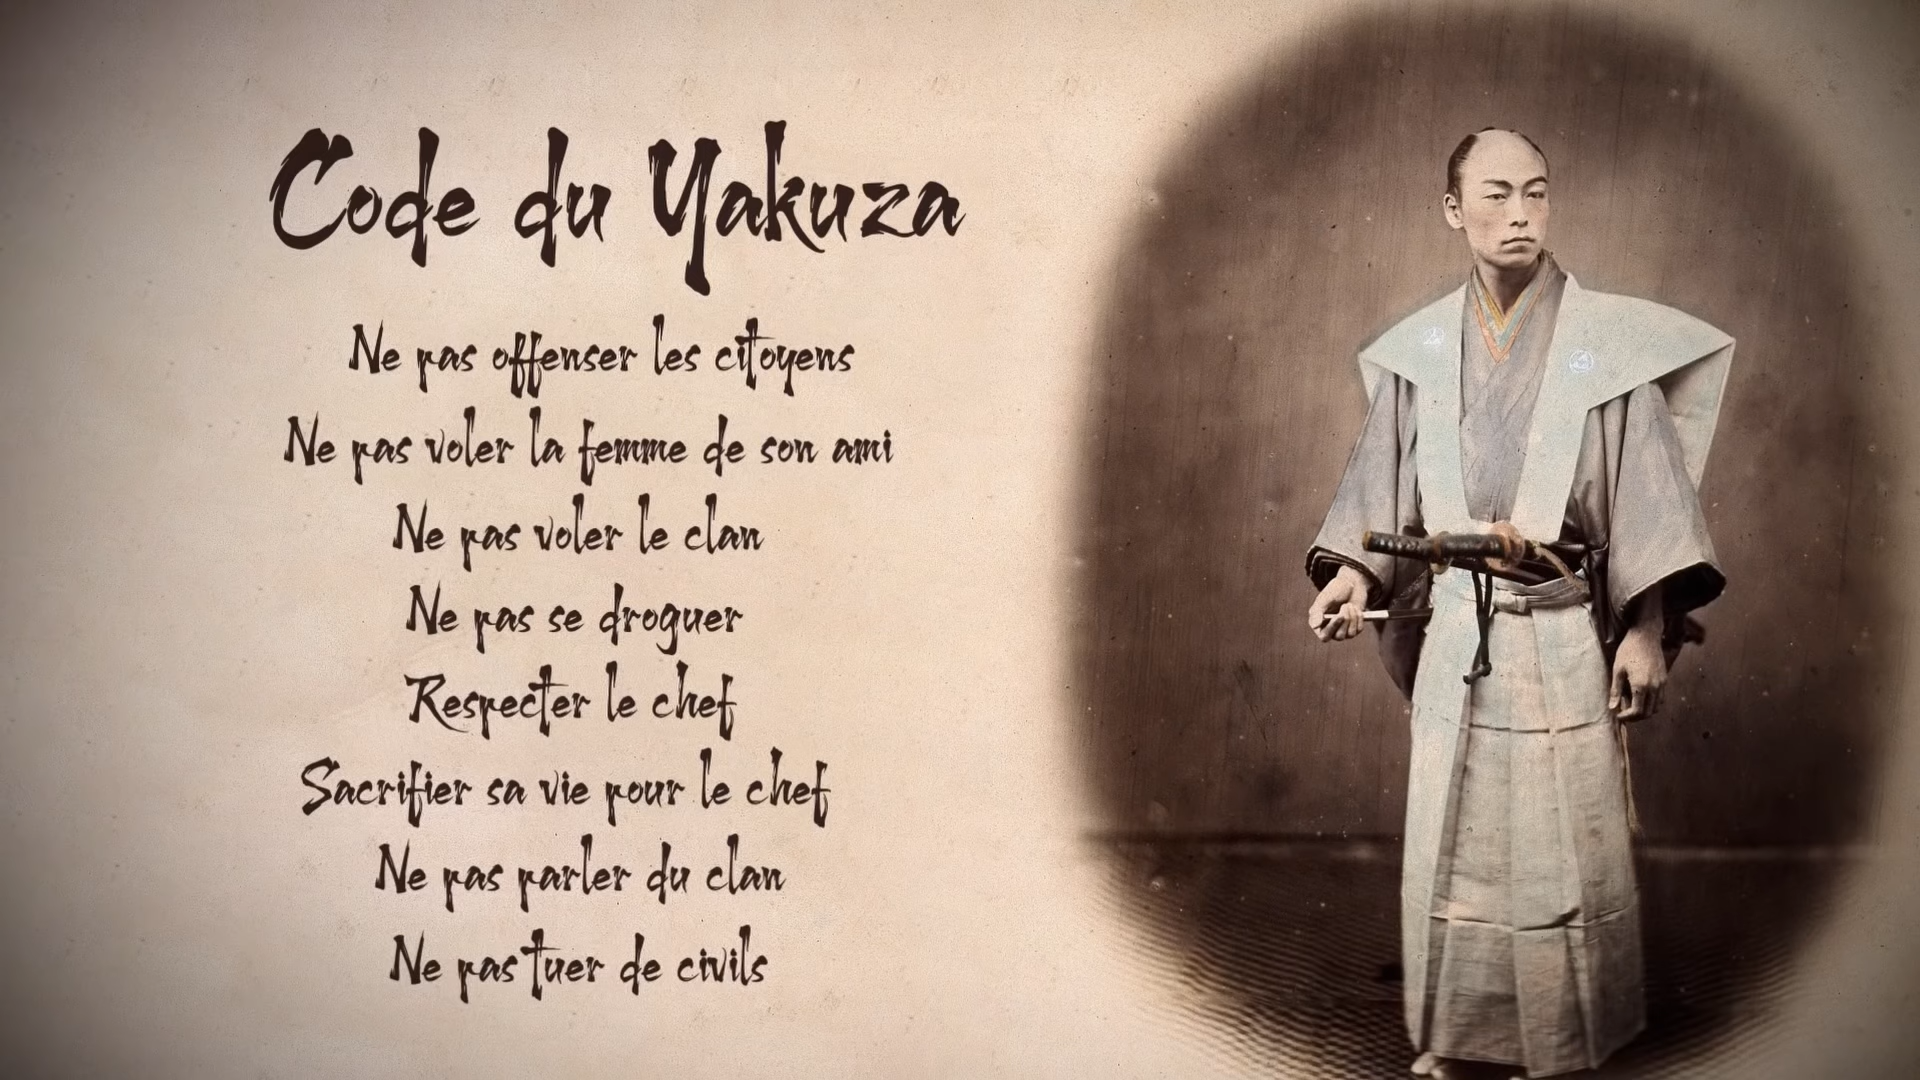 Code du Yakuza
Ne pas offenser les citoyens
Ne pas voler la femme de son ami
Ne pas voler le clan
Ne pas se droguer
Respecter le chef
Sacrifier sa vie pour le chef
Ne pas parler du clan
Ne pas tuer de civils